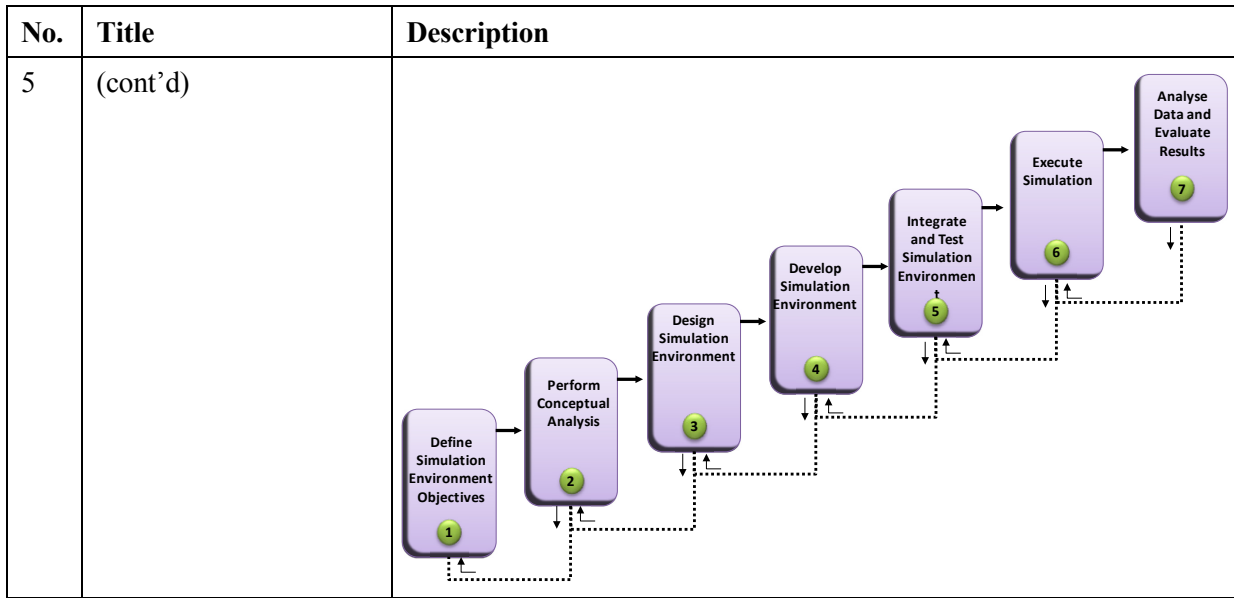 No. Title Description
5 (cont’d)
Define
Simulation
Environment
Objectives
1
Perform
Conceptual
Analysis
2
Design
Simulation
Environment
3
Develop
Simulation
Environment
4
Integrate
and Test
Simulation
Environmen
t
5
Execute
Simulation
6
Analyse
Data and
Evaluate
Results
7